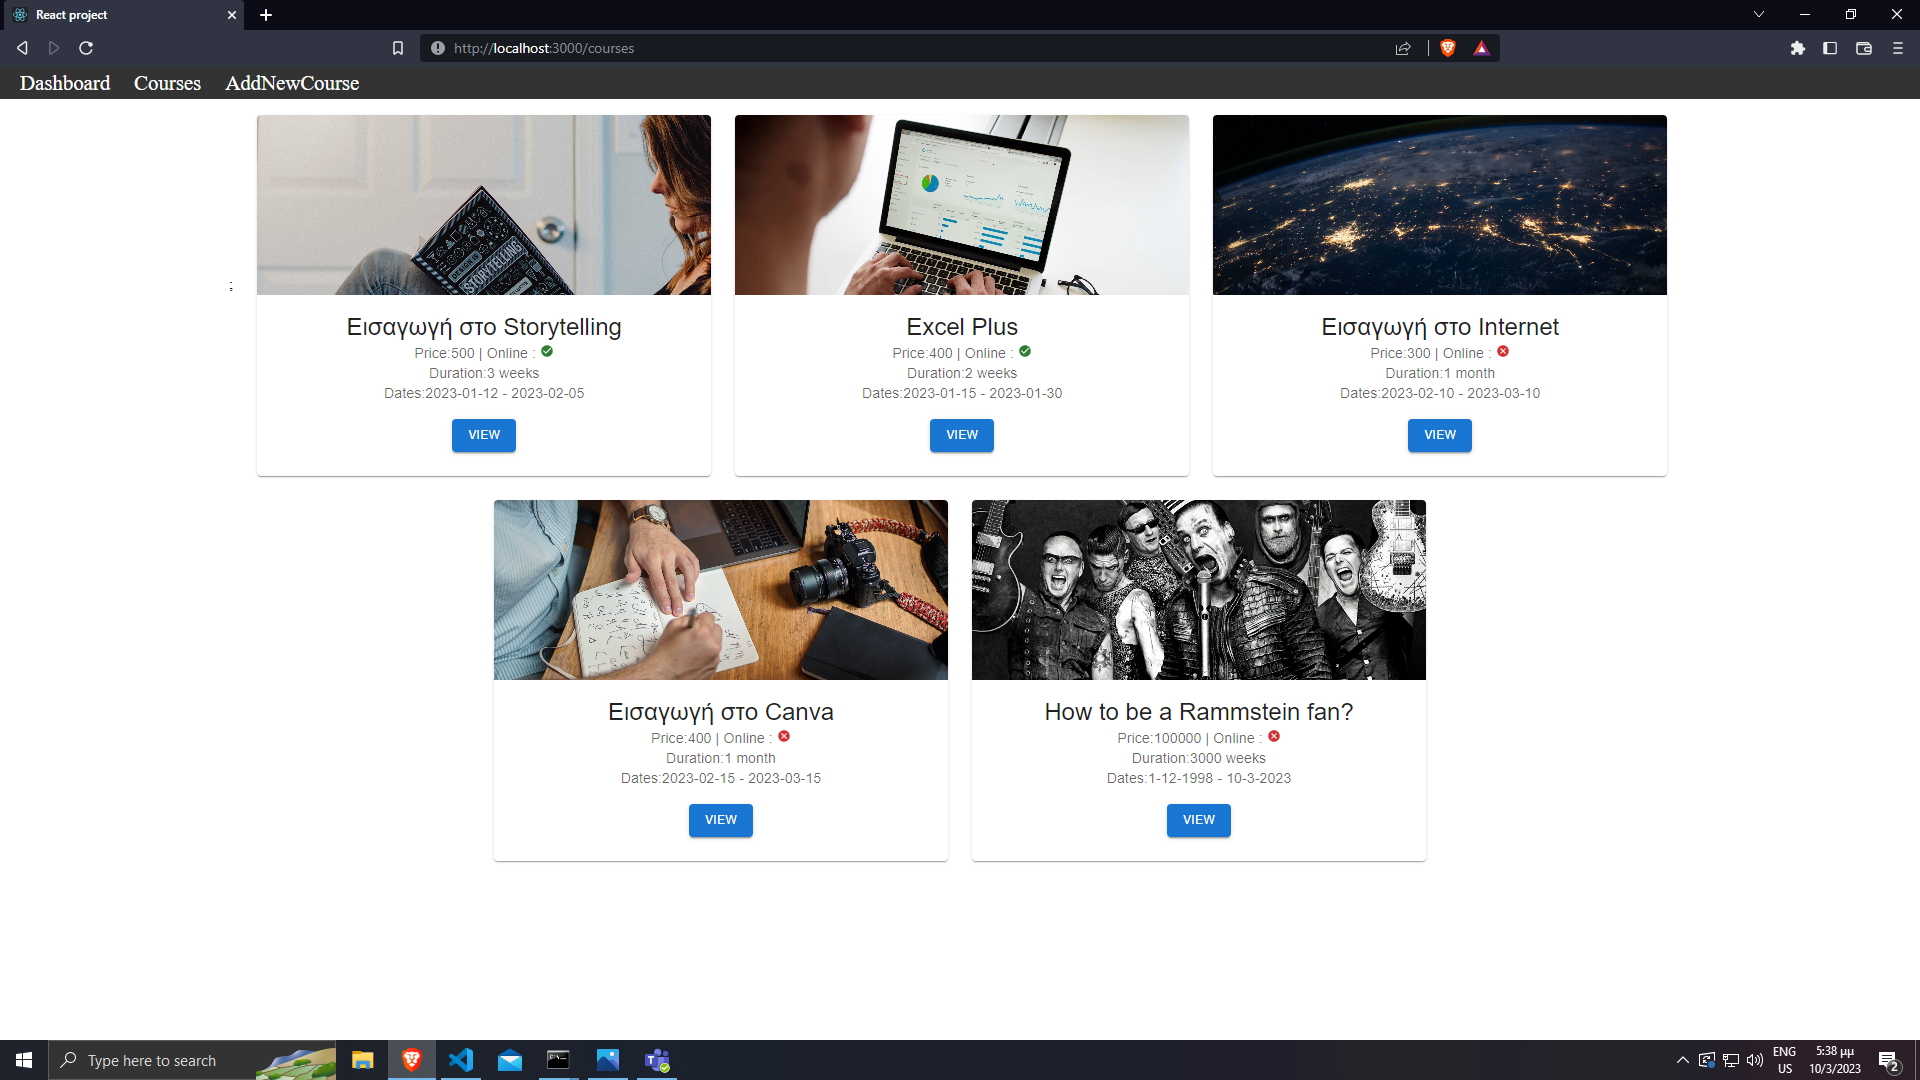 React project
http://localhost:3000/courses
Dashboard Courses AddNewCourse
DESIGNER
STORYTELLING
Εισαγωγή στο Storytelling
Price:500 | Online :
Duration:3 weeks
Dates:2023-01-12 - 2023-02-05
VIEW
Excel Plus
Price:400 | Online :
Duration:2 weeks
Dates:2023-01-15 - 2023-01-30
VIEW
Εισαγωγή στο Internet
Price:300 | Online :
Duration:1 month
Dates:2023-02-10 - 2023-03-10
VIEW
Εισαγωγή στο Canva
Price:400 | Online :
Duration:1 month
Dates:2023-02-15 - 2023-03-15
VIEW
How to be a Rammstein fan?
Price:100000 | Online :
Duration:3000 weeks
Dates:1-12-1998 - 10-3-2023
VIEW
Type here to search
ENG
US
5:38 μμ
10/3/2023
2